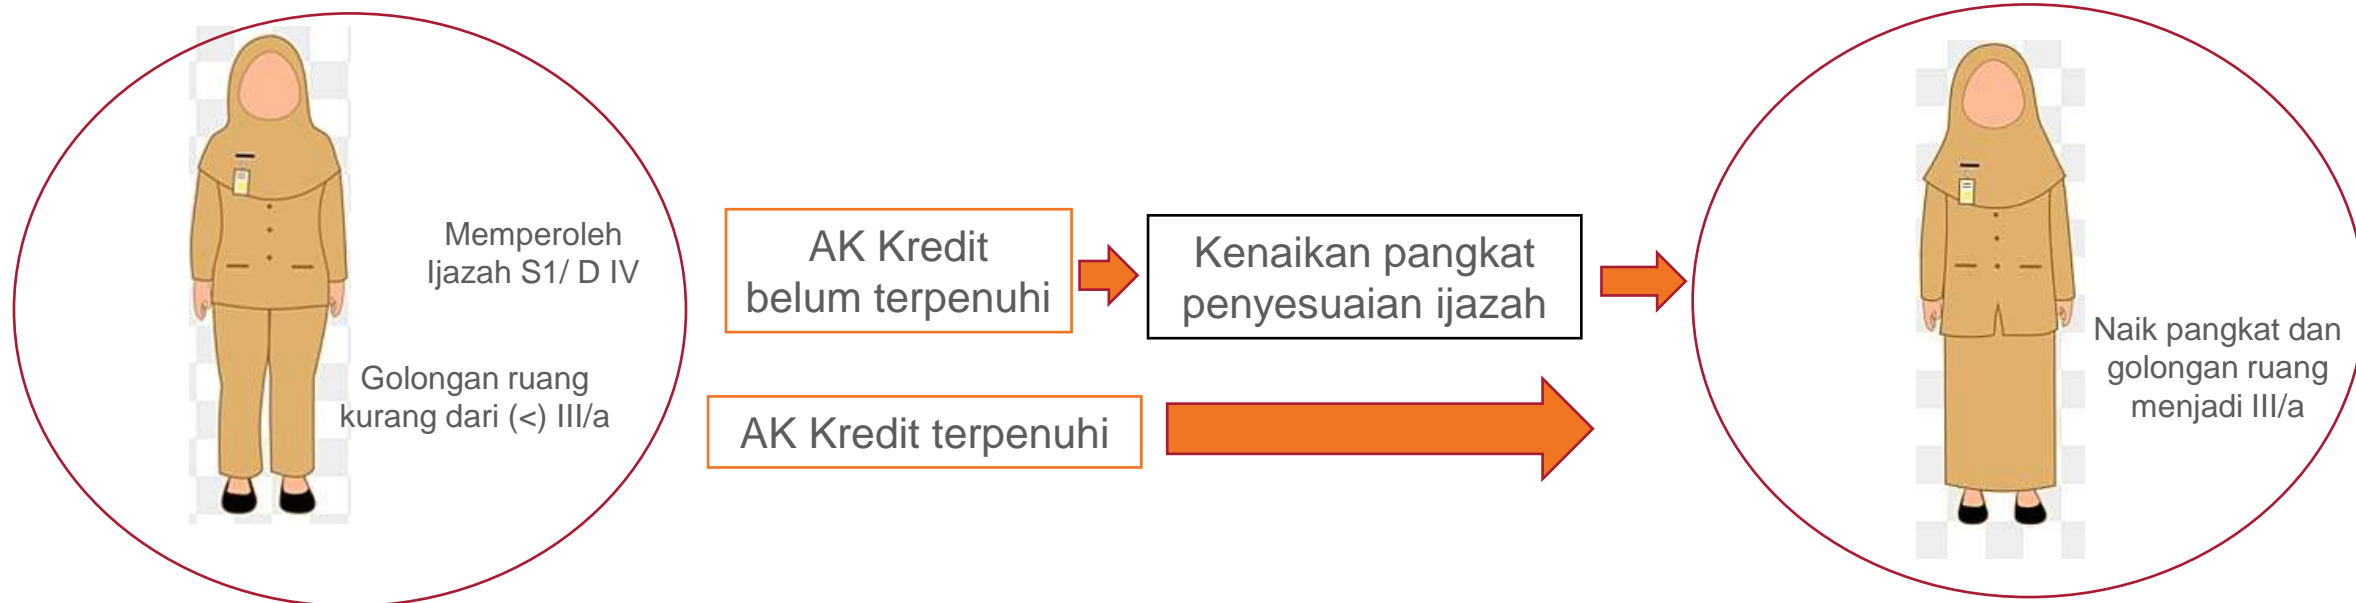 Memperoleh
Ijazah S1/ D IV
Golongan ruang
kurang dari (<) III/a
AK Kredit
belum terpenuhi
Kenaikan pangkat
penyesuaian ijazah
AK Kredit terpenuhi
Naik pangkat dan
golongan ruang
menjadi III/a